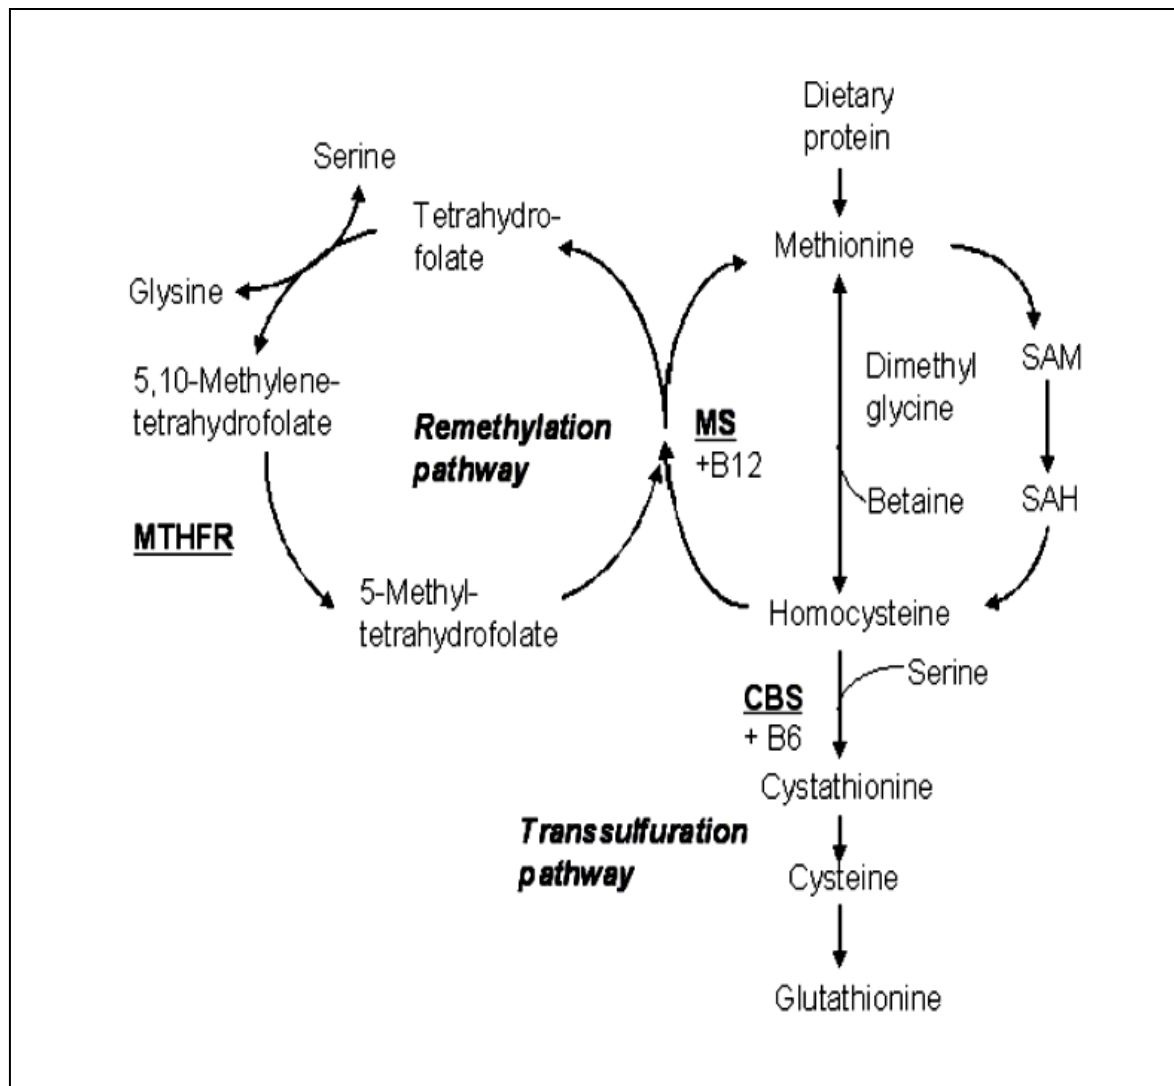 Dietary
protein
Serine
Tetrahydro-
folate
Methionine
Glysine
5,10-Methylene-
tetrahydrofolate
Dimethyl
glycine
SAM
Remethylation
pathway
MS
+B12
Betaine
SAH
MTHFR
5-Methyl-
tetrahydrofolate
Homocysteine
Serine
CBS
+ B6
Cystathionine
Transsulfuration
pathway
Cysteine
Glutathionine